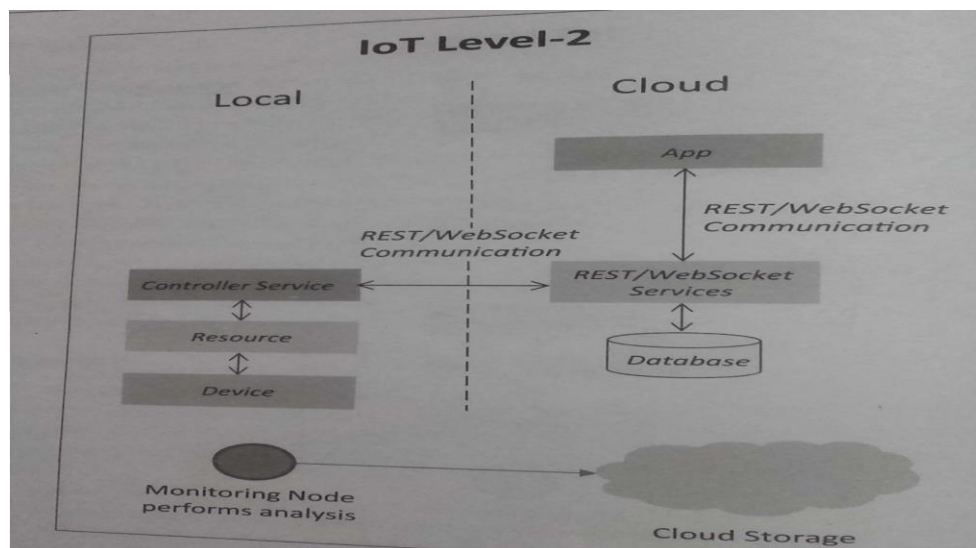 IoT Level-2
Local
Cloud
App
REST/WebSocket
Communication
REST/WebSocket
Communication
Controller Service
REST/WebSocket
Services
Resource
Database
Device
Monitoring Node
performs analysis
Cloud Storage